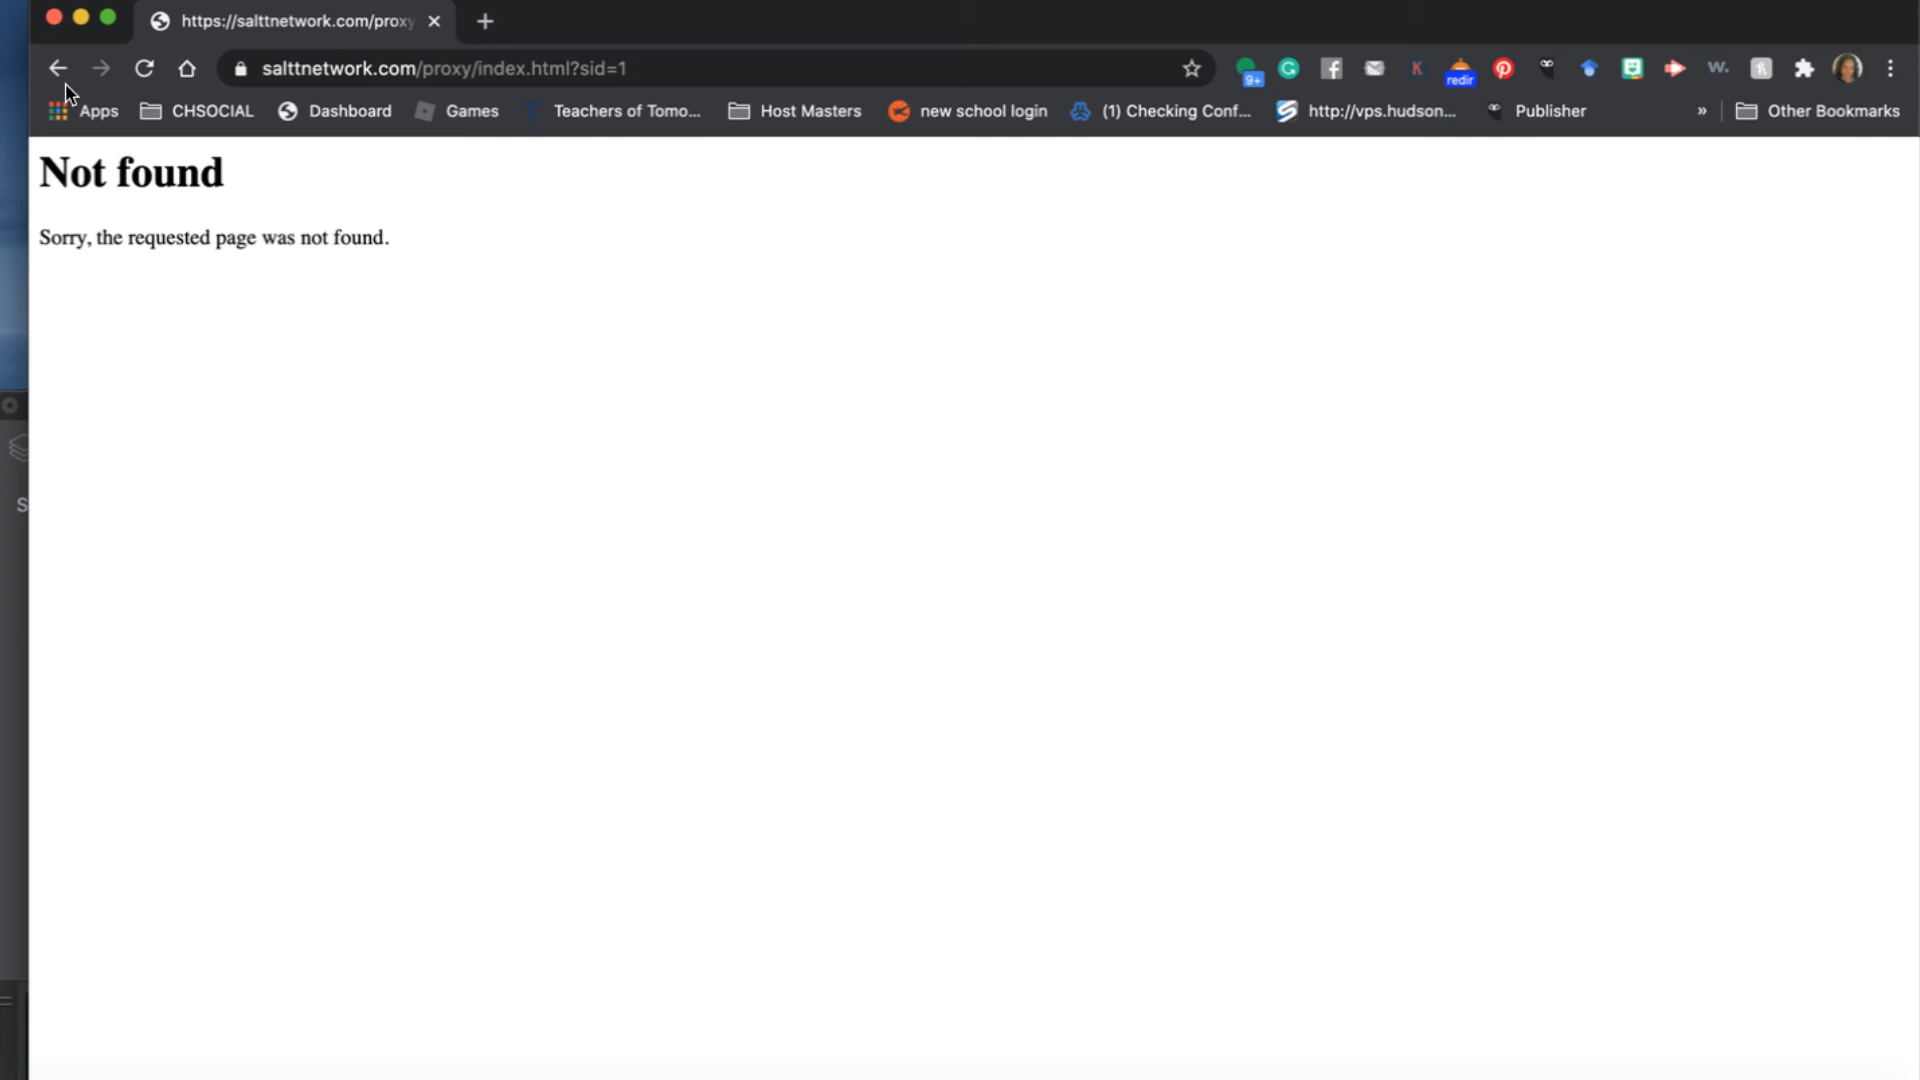 https://salttnetwork.com/proxy
salttnetwork.com/proxy/index.html?sid=1
9+
G
K
redir
W.
Apps
CHSOCIAL
Dashboard
Games
T
Teachers of Tomo...
Host Masters
new school login
(1) Checking Conf...
http://vps.hudson...
Publisher
»
Other Bookmarks
Not found
Sorry, the requested page was not found.
S